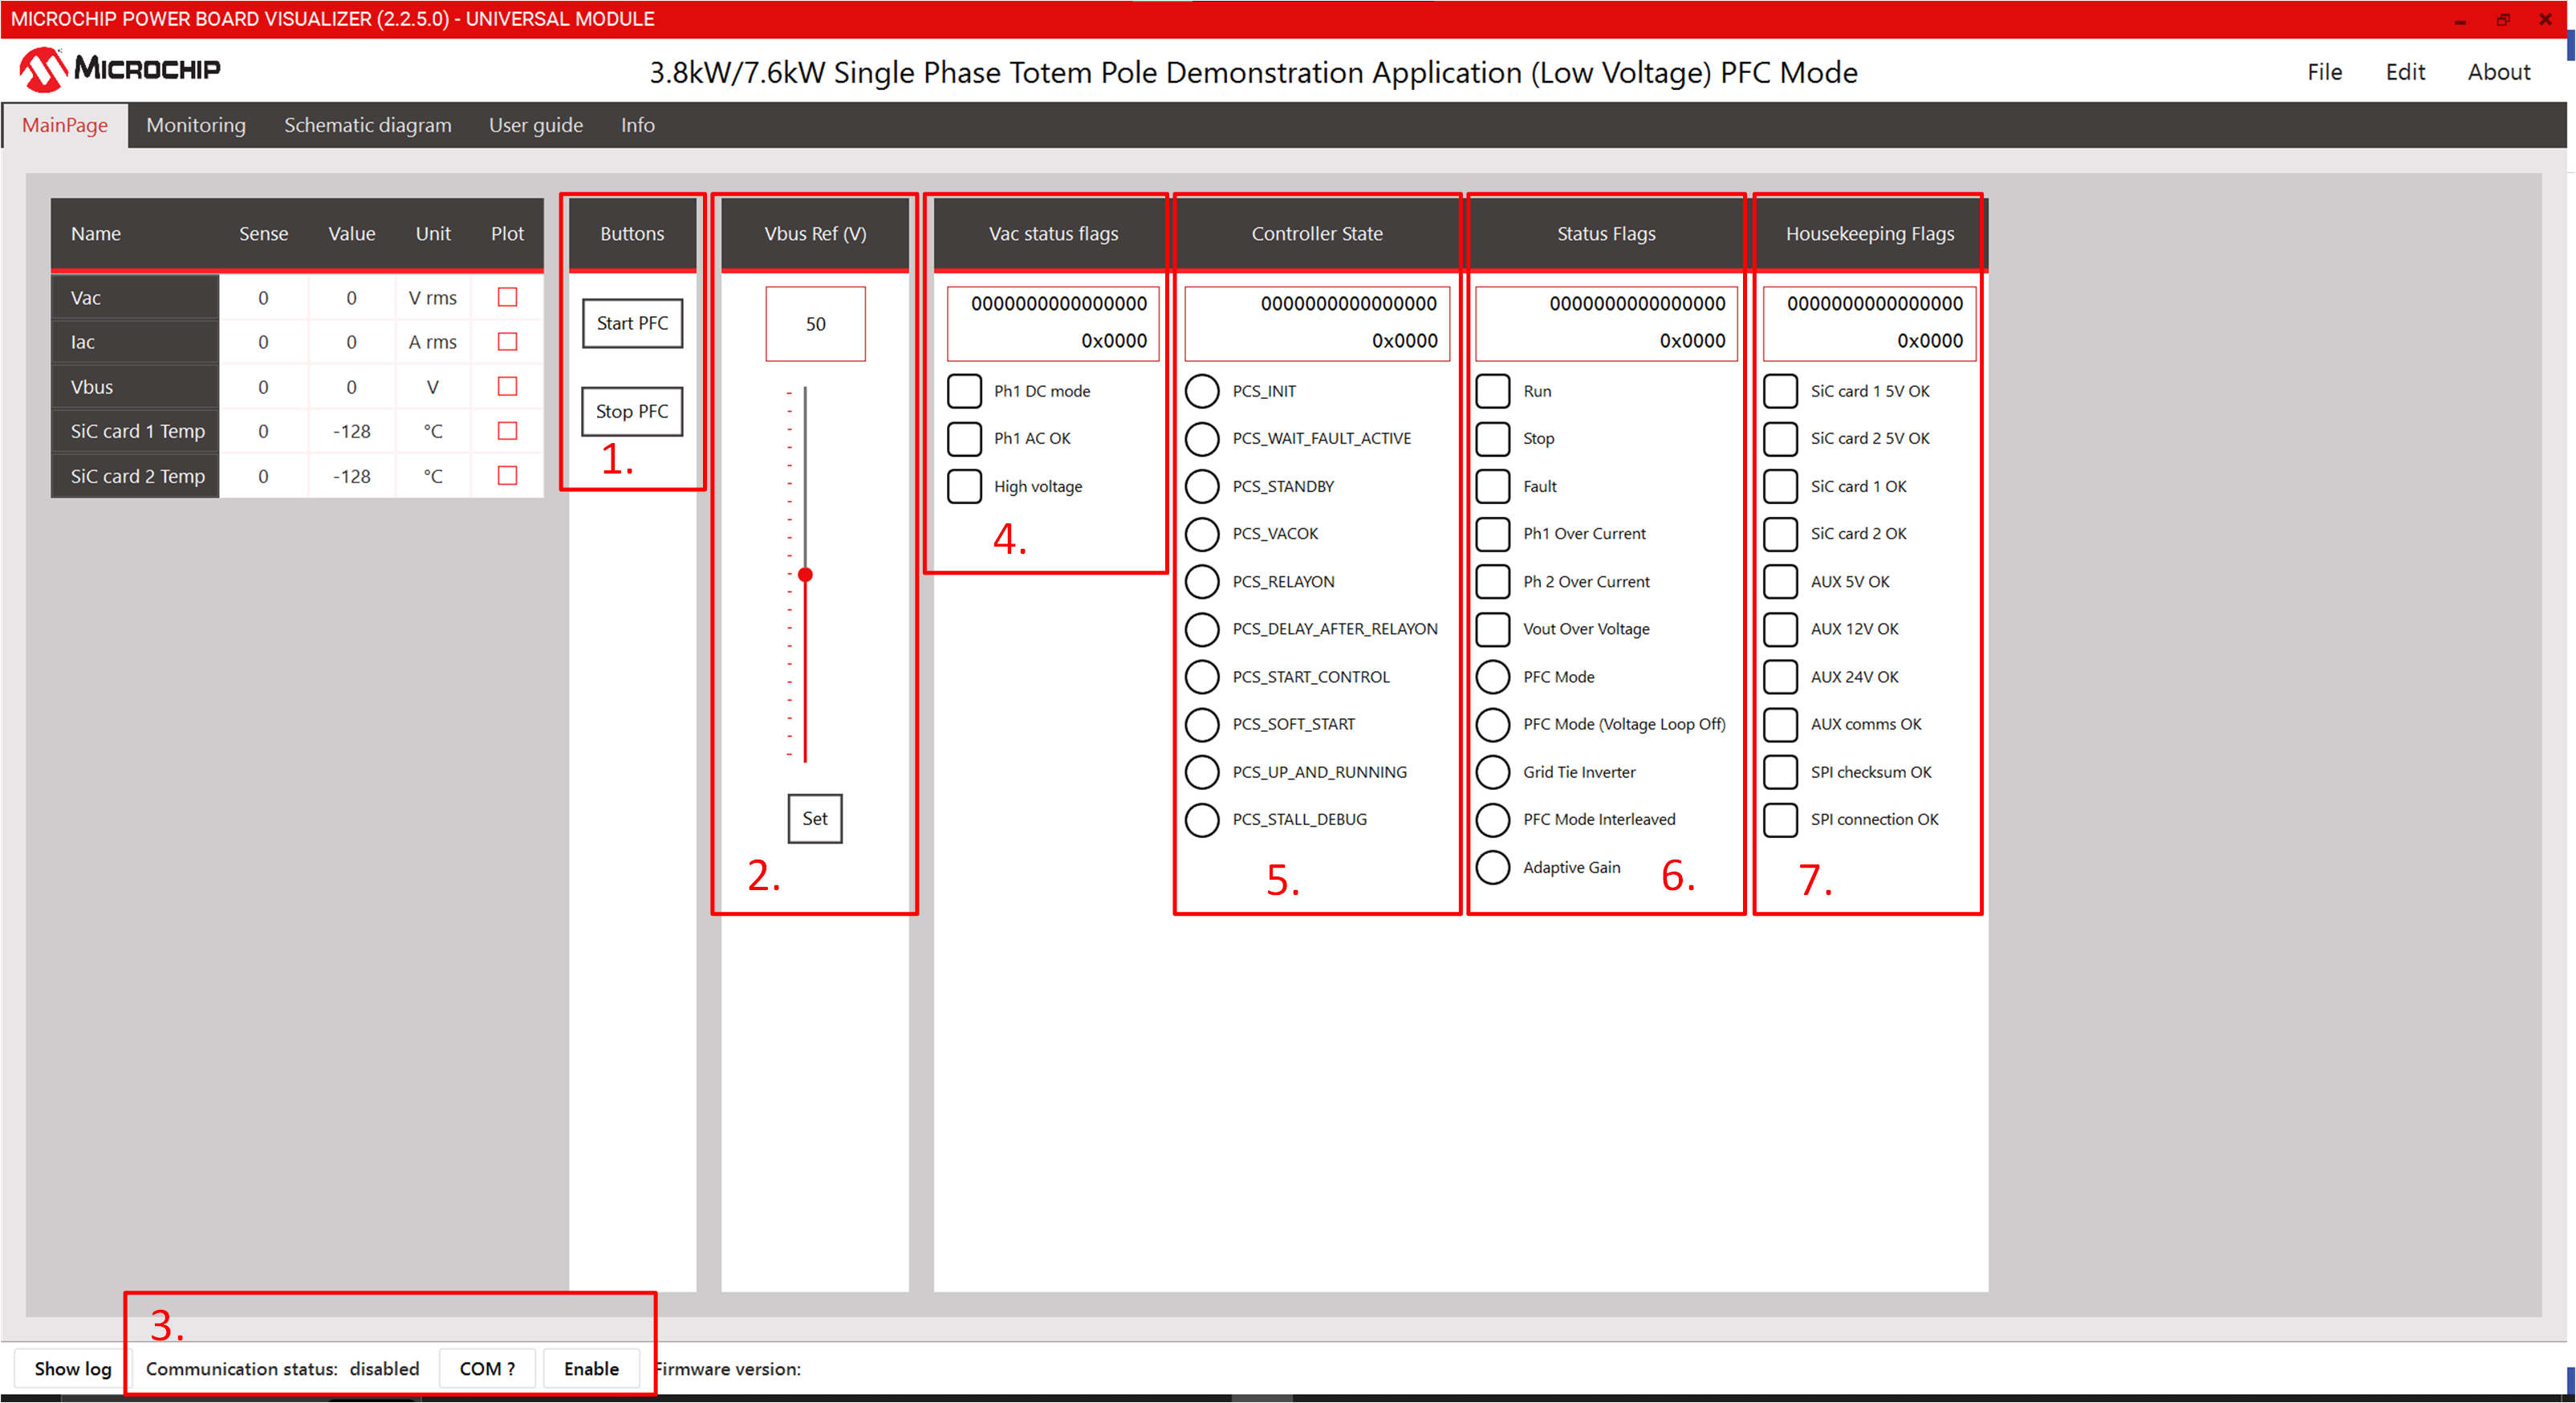 MICROCHIP POWER BOARD VISUALIZER (2.2.5.0) - UNIVERSAL MODULE
MICROCHIP
3.8kW/7.6kW Single Phase Totem Pole Demonstration Application (Low Voltage) PFC Mode
File Edit About
MainPage Monitoring Schematic diagram User guide Info
Name Sense Value Unit Plot
Vac 0 0 V rms
Iac 0 0 A rms
Vbus 0 0 V
SiC card 1 Temp 0 -128 °C
SiC card 2 Temp 0 -128 °C
Buttons
Start PFC
Stop PFC
1.
Vbus Ref (V)
50
Set
2.
Vac status flags
0000000000000000
0x0000
Ph1 DC mode
Ph1 AC OK
High voltage
4.
Controller State
0000000000000000
0x0000
PCS_INIT
PCS_WAIT_FAULT_ACTIVE
PCS_STANDBY
PCS_VACOK
PCS_RELAYON
PCS_DELAY_AFTER_RELAYON
PCS_START_CONTROL
PCS_SOFT_START
PCS_UP_AND_RUNNING
PCS_STALL_DEBUG
5.
Status Flags
0000000000000000
0x0000
Run
Stop
Fault
Ph1 Over Current
Ph 2 Over Current
Vout Over Voltage
PFC Mode
PFC Mode (Voltage Loop Off)
Grid Tie Inverter
PFC Mode Interleaved
Adaptive Gain
6.
Housekeeping Flags
0000000000000000
0x0000
SiC card 1 5V OK
SiC card 2 5V OK
SiC card 1 OK
SiC card 2 OK
AUX 5V OK
AUX 12V OK
AUX 24V OK
AUX comms OK
SPI checksum OK
SPI connection OK
7.
3.
Show log Communication status: disabled COM ? Enable Firmware version: